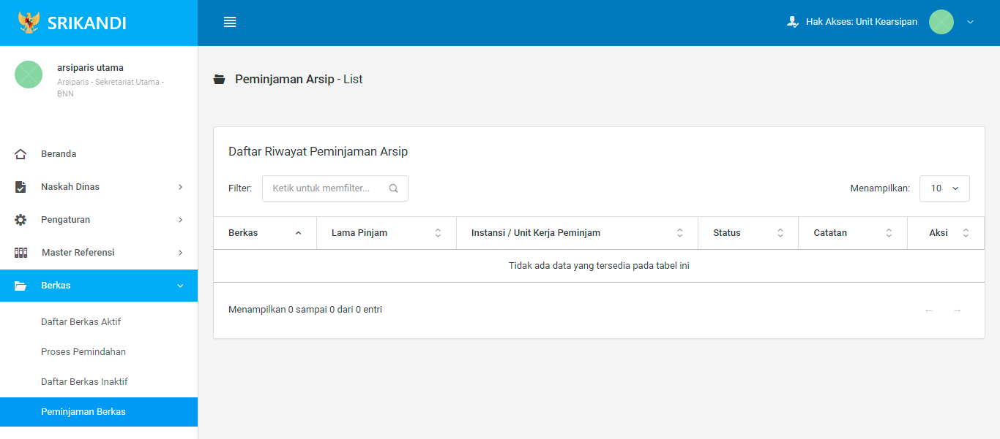 SRIKANDI
Hak Akses: Unit Kearsipan
arsiparis utama
Arsiparis - Sekretariat Utama -
BNN
Beranda
Naskah Dinas
Pengaturan
Master Referensi
Berkas
Daftar Berkas Aktif
Proses Pemindahan
Daftar Berkas Inaktif
Peminjaman Berkas
Peminjaman Arsip - List
Daftar Riwayat Peminjaman Arsip
Filter: Ketik untuk memfilter... Menampilkan: 10
Berkas Lama Pinjam Instansi / Unit Kerja Peminjam Status Catatan Aksi
Tidak ada data yang tersedia pada tabel ini
Menampilkan 0 sampai 0 dari 0 entri ← →